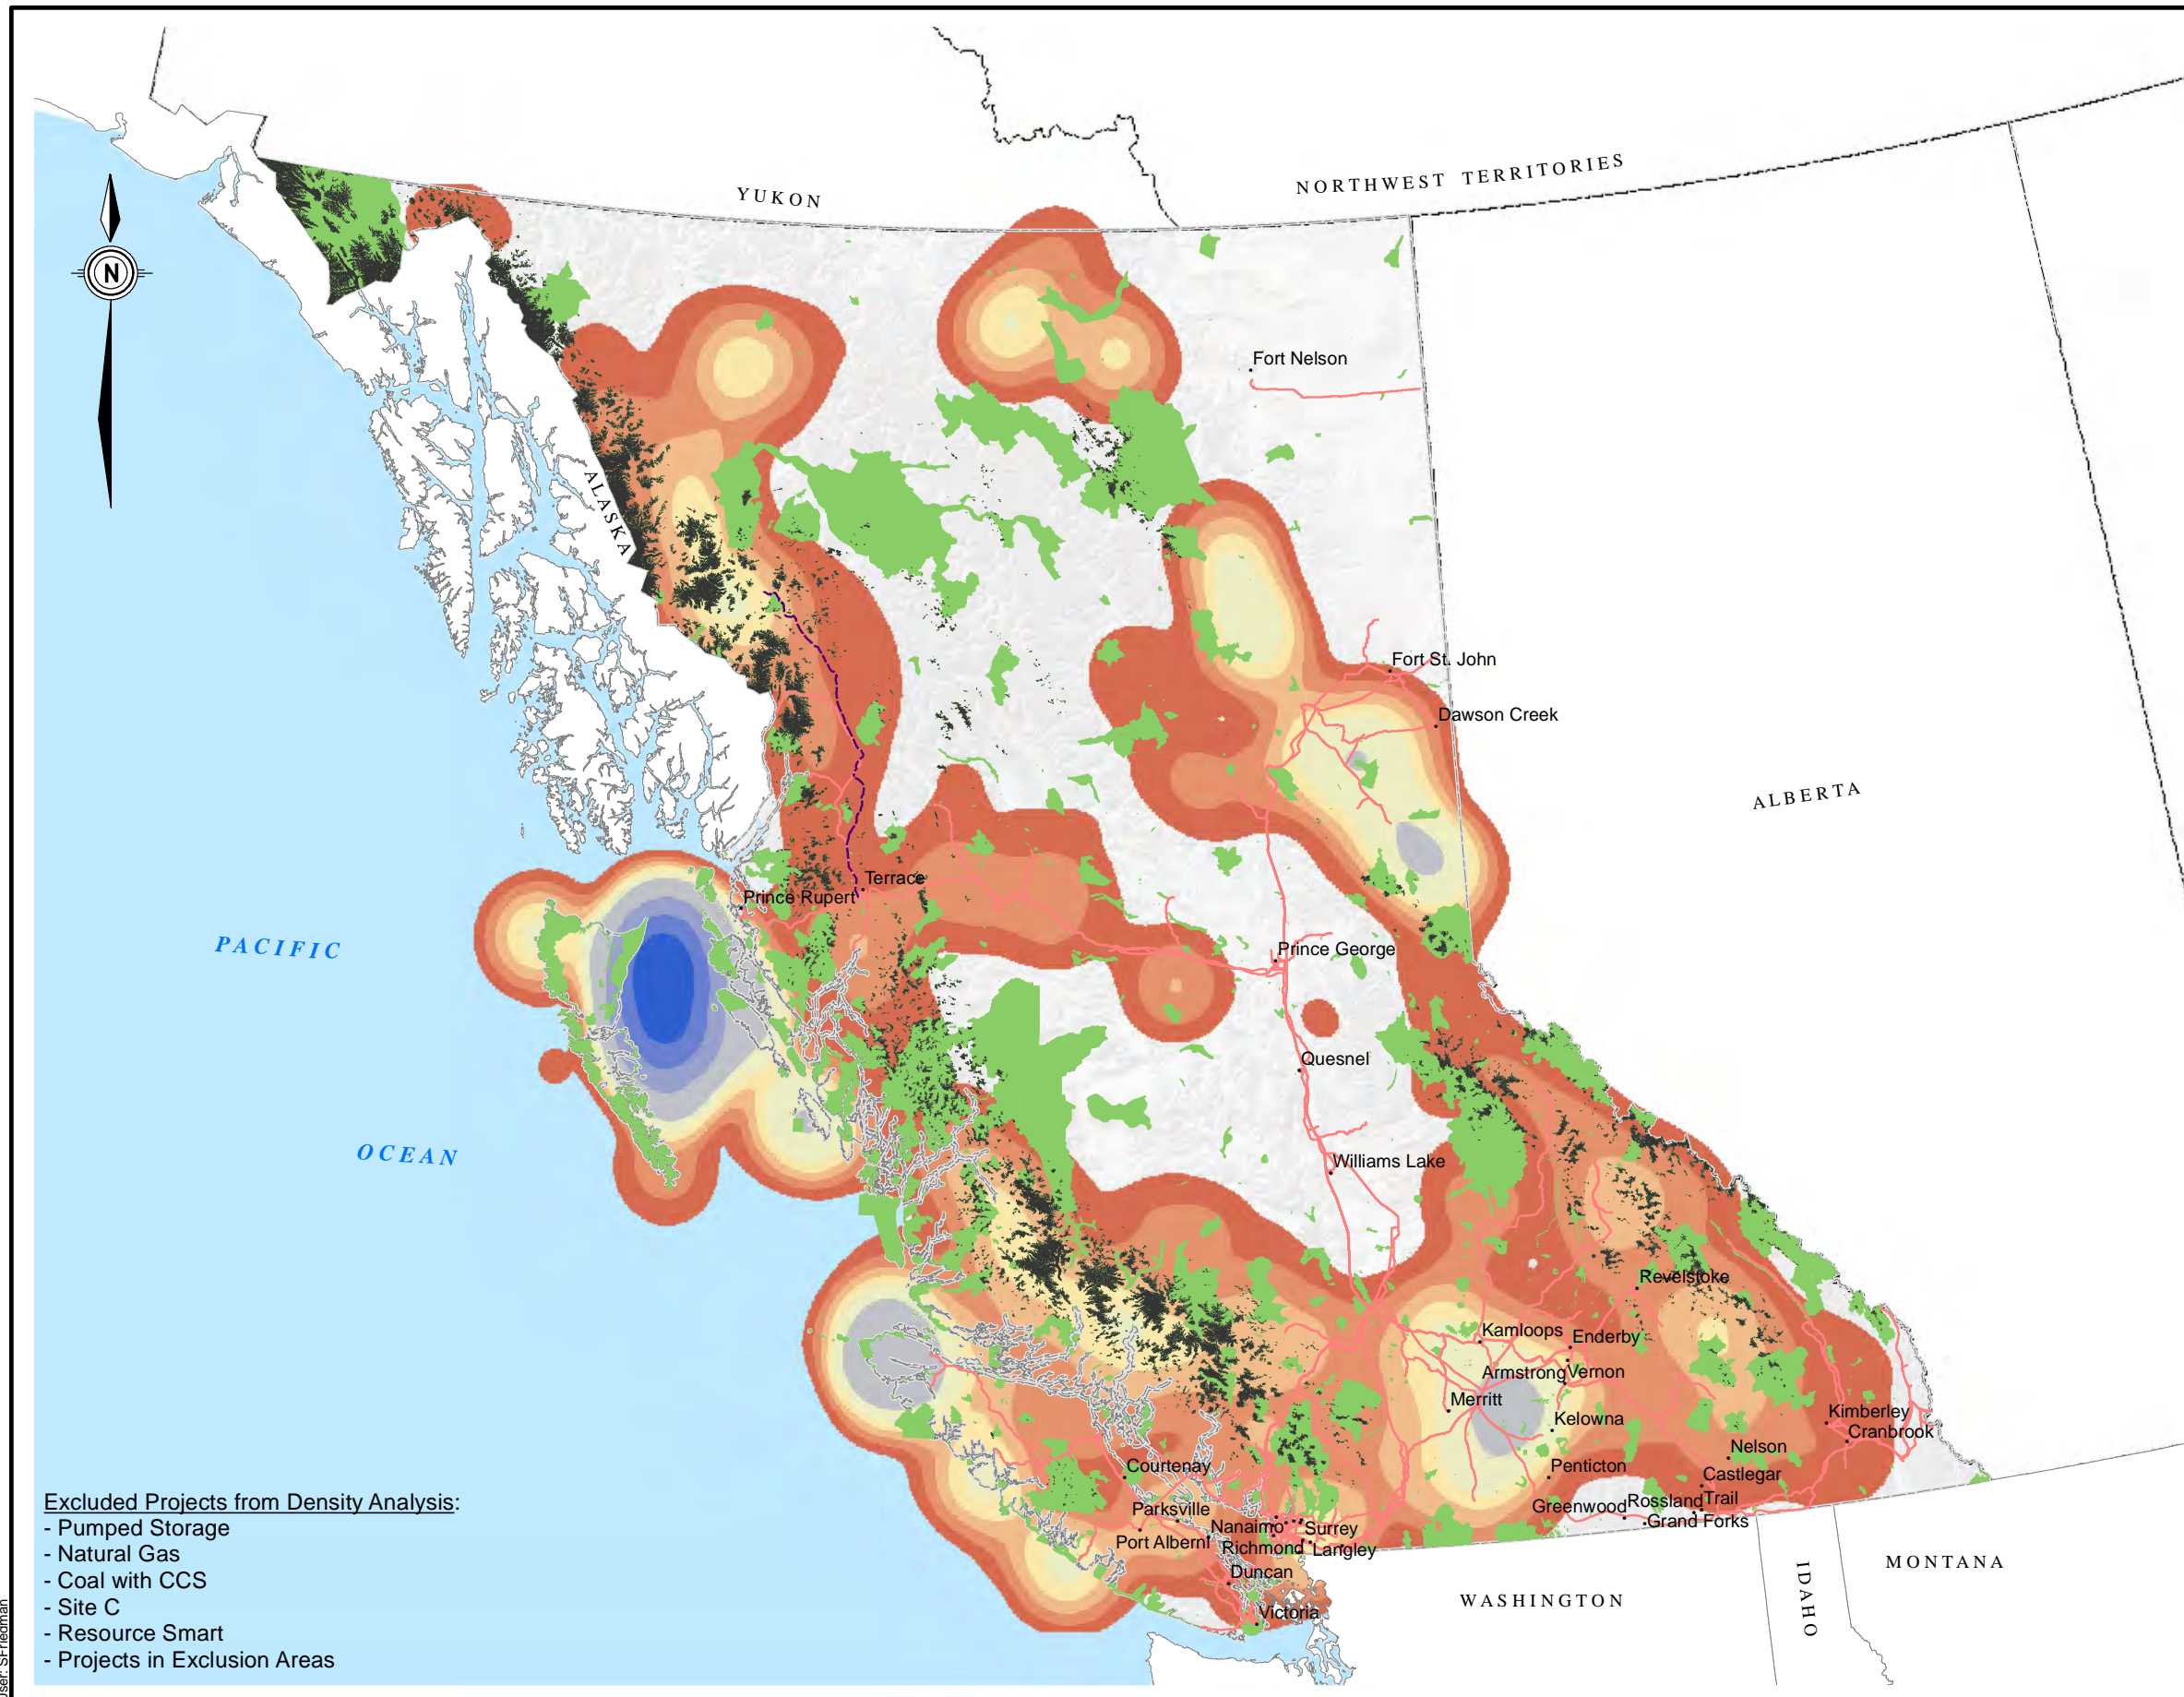 YUKON
NORTHWEST TERRITORIES
N
Fort Nelson
ALASKA
Fort St. John
Dawson Creek
ALBERTA
Terrace
Prince Rupert
PACIFIC
Prince George
Quesnel
OCEAN
Williams Lake
Revelstoke
Kamloops
Enderby
Armstrong
Vernon
Merritt
Kelowna
Kimberley
Cranbrook
Nelson
Courtenay
Penticton
Castlegar
Greenwood
Rossland
Trail
Grand Forks
Parksville
Nanaimo
Surrey
Port Alberni
Richmond
Langley
Duncan
Victoria
WASHINGTON
IDAHO
MONTANA
Excluded Projects from Density Analysis:
- Pumped Storage
- Natural Gas
- Coal with CCS
- Site C
- Resource Smart
- Projects in Exclusion Areas
User: SFriedman